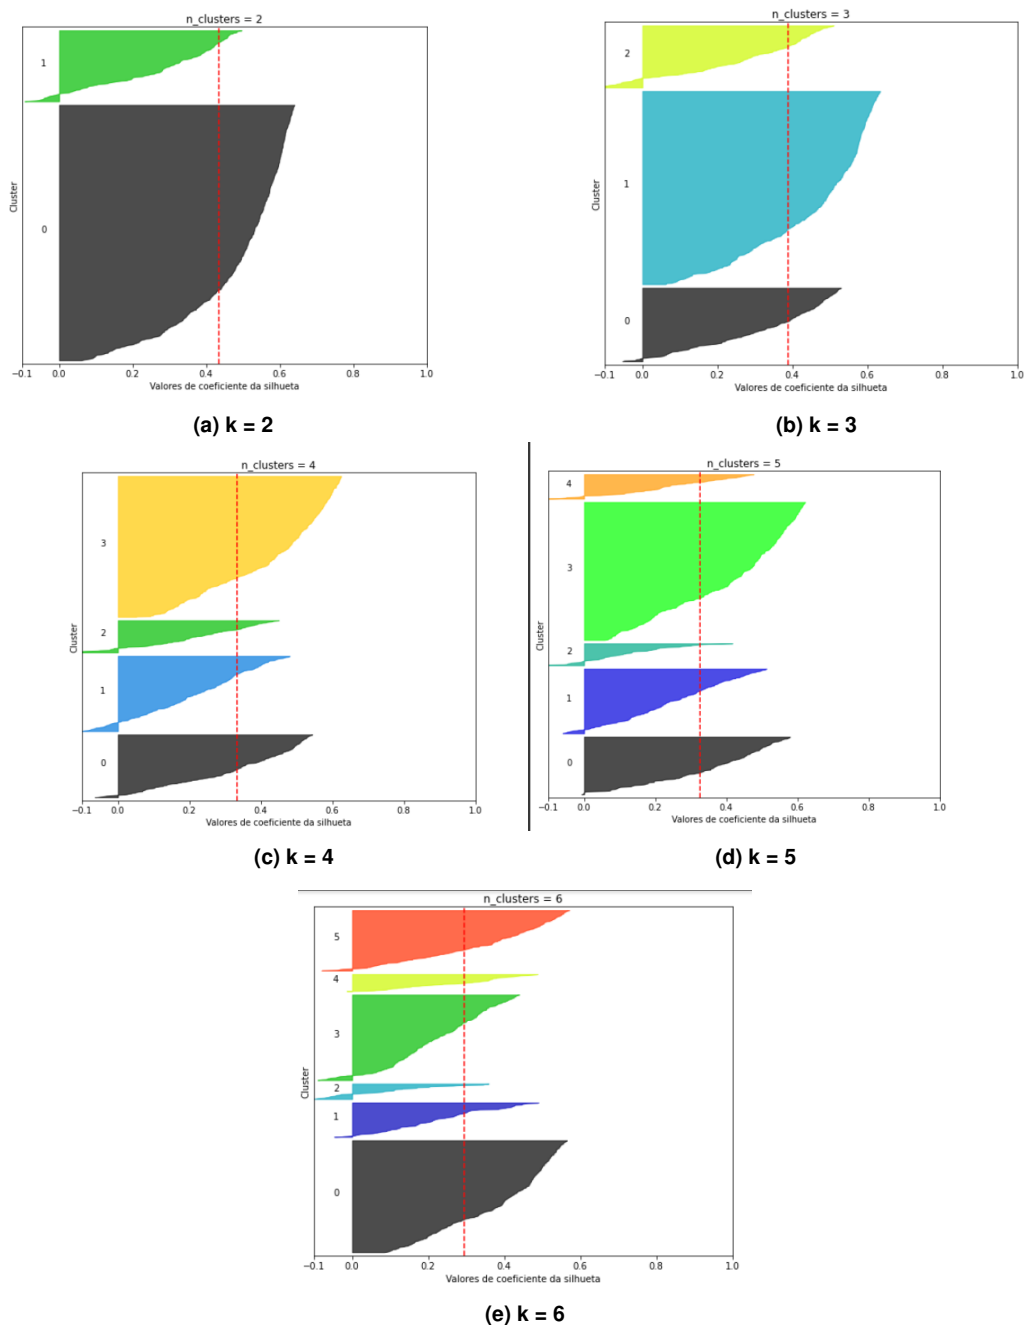 n_clusters = 2
1
0
Cluster
−0.1 0.0 0.2 0.4 0.6 0.8 1.0
Valores de coeficiente da silhueta
(a) k = 2
n_clusters = 3
2
1
0
Cluster
−0.1 0.0 0.2 0.4 0.6 0.8 1.0
Valores de coeficiente da silhueta
(b) k = 3
n_clusters = 4
3
2
1
0
Cluster
−0.1 0.0 0.2 0.4 0.6 0.8 1.0
Valores de coeficiente da silhueta
(c) k = 4
n_clusters = 5
4
3
2
1
0
Cluster
−0.1 0.0 0.2 0.4 0.6 0.8 1.0
Valores de coeficiente da silhueta
(d) k = 5
n_clusters = 6
5
4
3
2
1
0
Cluster
−0.1 0.0 0.2 0.4 0.6 0.8 1.0
Valores de coeficiente da silhueta
(e) k = 6